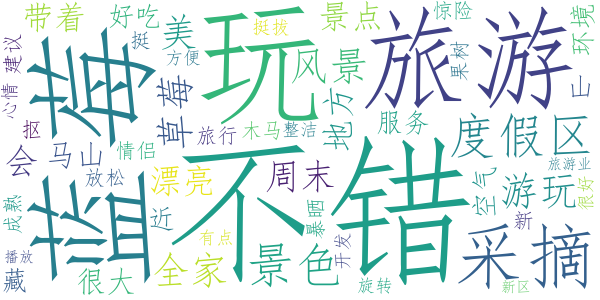 带着
好吃
美
玩
挺拔
景点
惊险
旅游
环境
建议
挺
方便
风景
果树
山
心情
蓝莓
草莓
地方
抠
旅行
木马
整洁
服务
度假区
会
马山
情侣
不错
周末
旅游业
放松
漂亮
空气
游玩
很好
成熟
近
暴晒
新
采摘
播放
有点
开发
藏
很大
全家
景色
旋转
新区